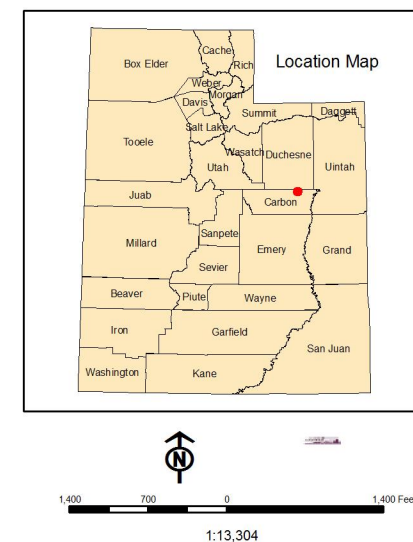 Location Map
Cache
Rich
Box Elder
Weber
Morgan
Davis
Summit
Daggett
Salt Lake
Tooele
Wasatch
Duchesne
Utah
Uintah
Juab
Carbon
Sanpete
Millard
Emery
Grand
Sevier
Beaver
Piute
Wayne
Iron
Garfield
San Juan
Washington
Kane
N
1,400 700 0 1,400 Fee
1:13,304